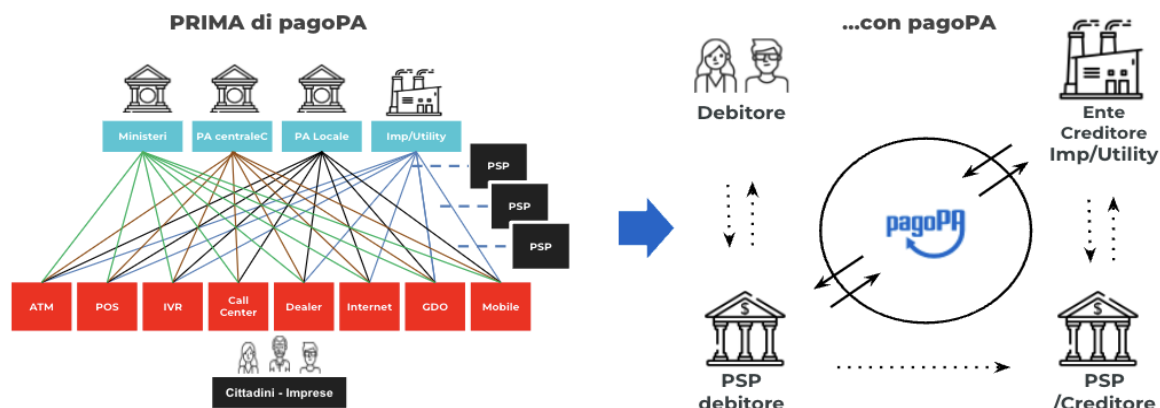 PRIMA di pagoPA
Ministeri
PA centraleC
PA Locale
Imp/Utility
PSP
PSP
PSP
ATM
POS
IVR
Call
Center
Dealer
Internet
GDO
Mobile
Cittadini - Imprese
...con pagoPA
Debitore
Ente
Creditore
Imp/Utility
pagoPA
$
PSP
debitore
$
PSP
/Creditore